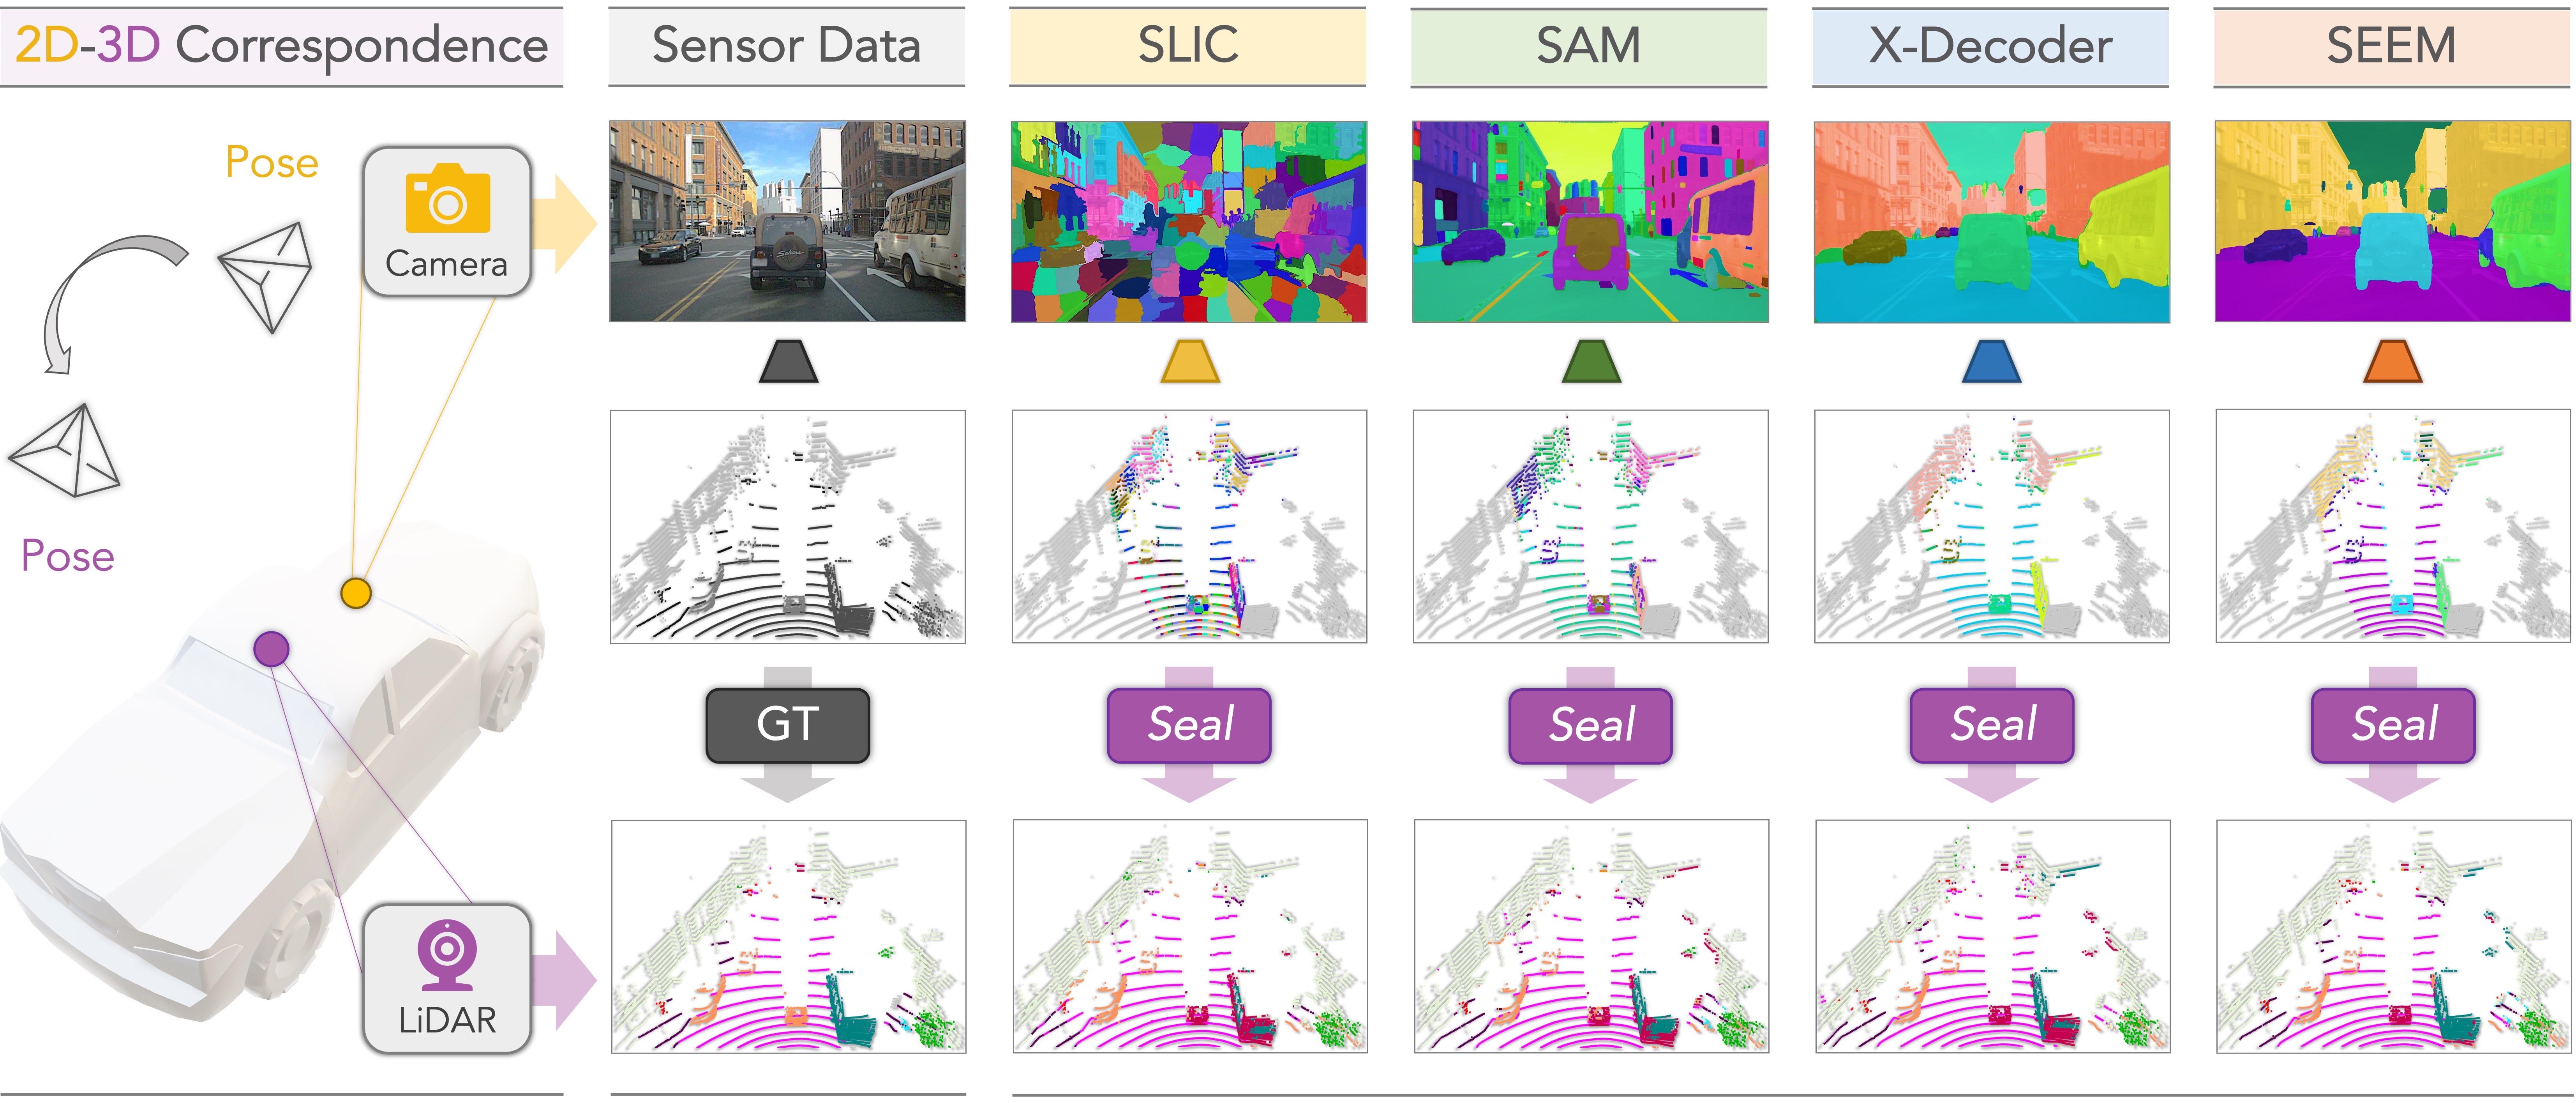 2D-3D Correspondence
Sensor Data
SLIC
SAM
X-Decoder
SEEM
Pose
Camera
Pose
LiDAR
GT
Seal
Seal
Seal
Seal